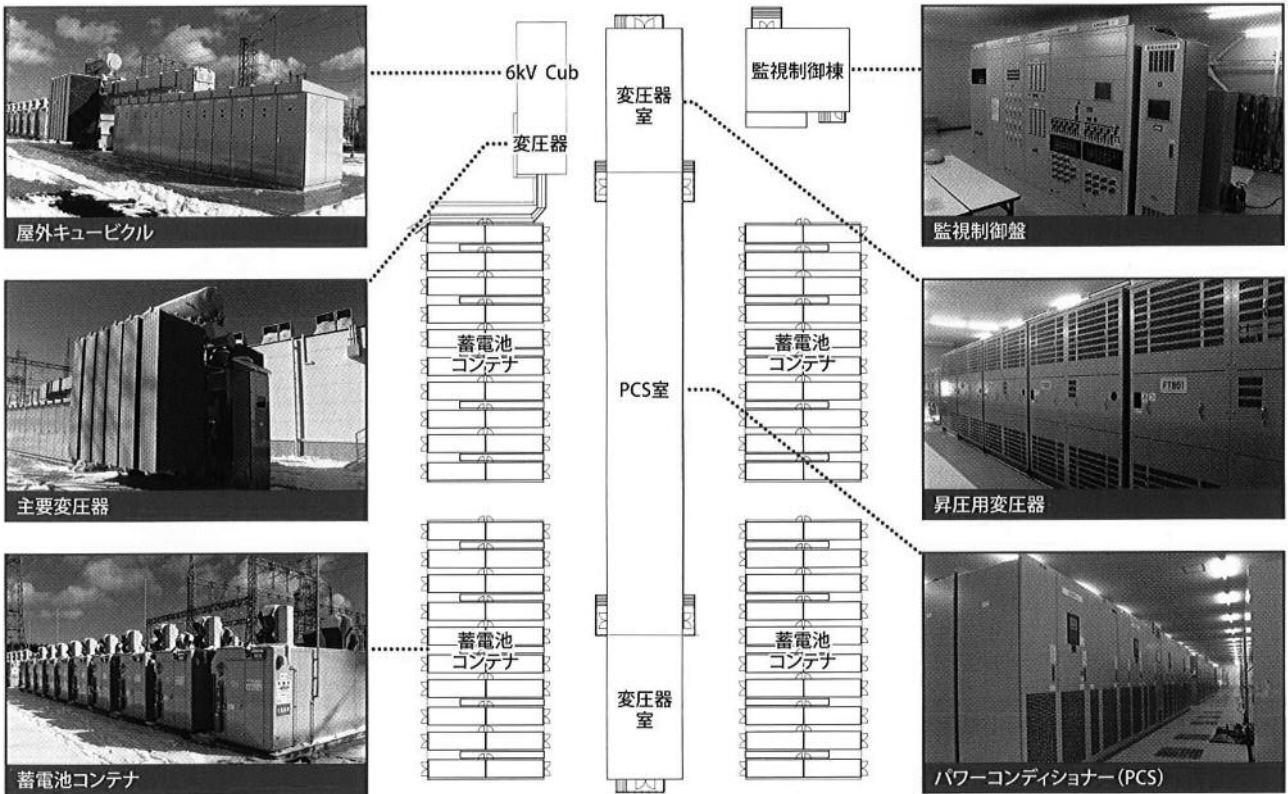 6kV Cub
変圧器
変圧器
室
監視制御棟
屋外キュービクル
監視制御盤
蓄電池
コンテナ
PCS室
蓄電池
コンテナ
FTB01
主要変圧器
昇圧用変圧器
蓄電池
コンテナ
変圧器
室
蓄電池
コンテナ
蓄電池コンテナ
パワーコンディショナー (PCS)